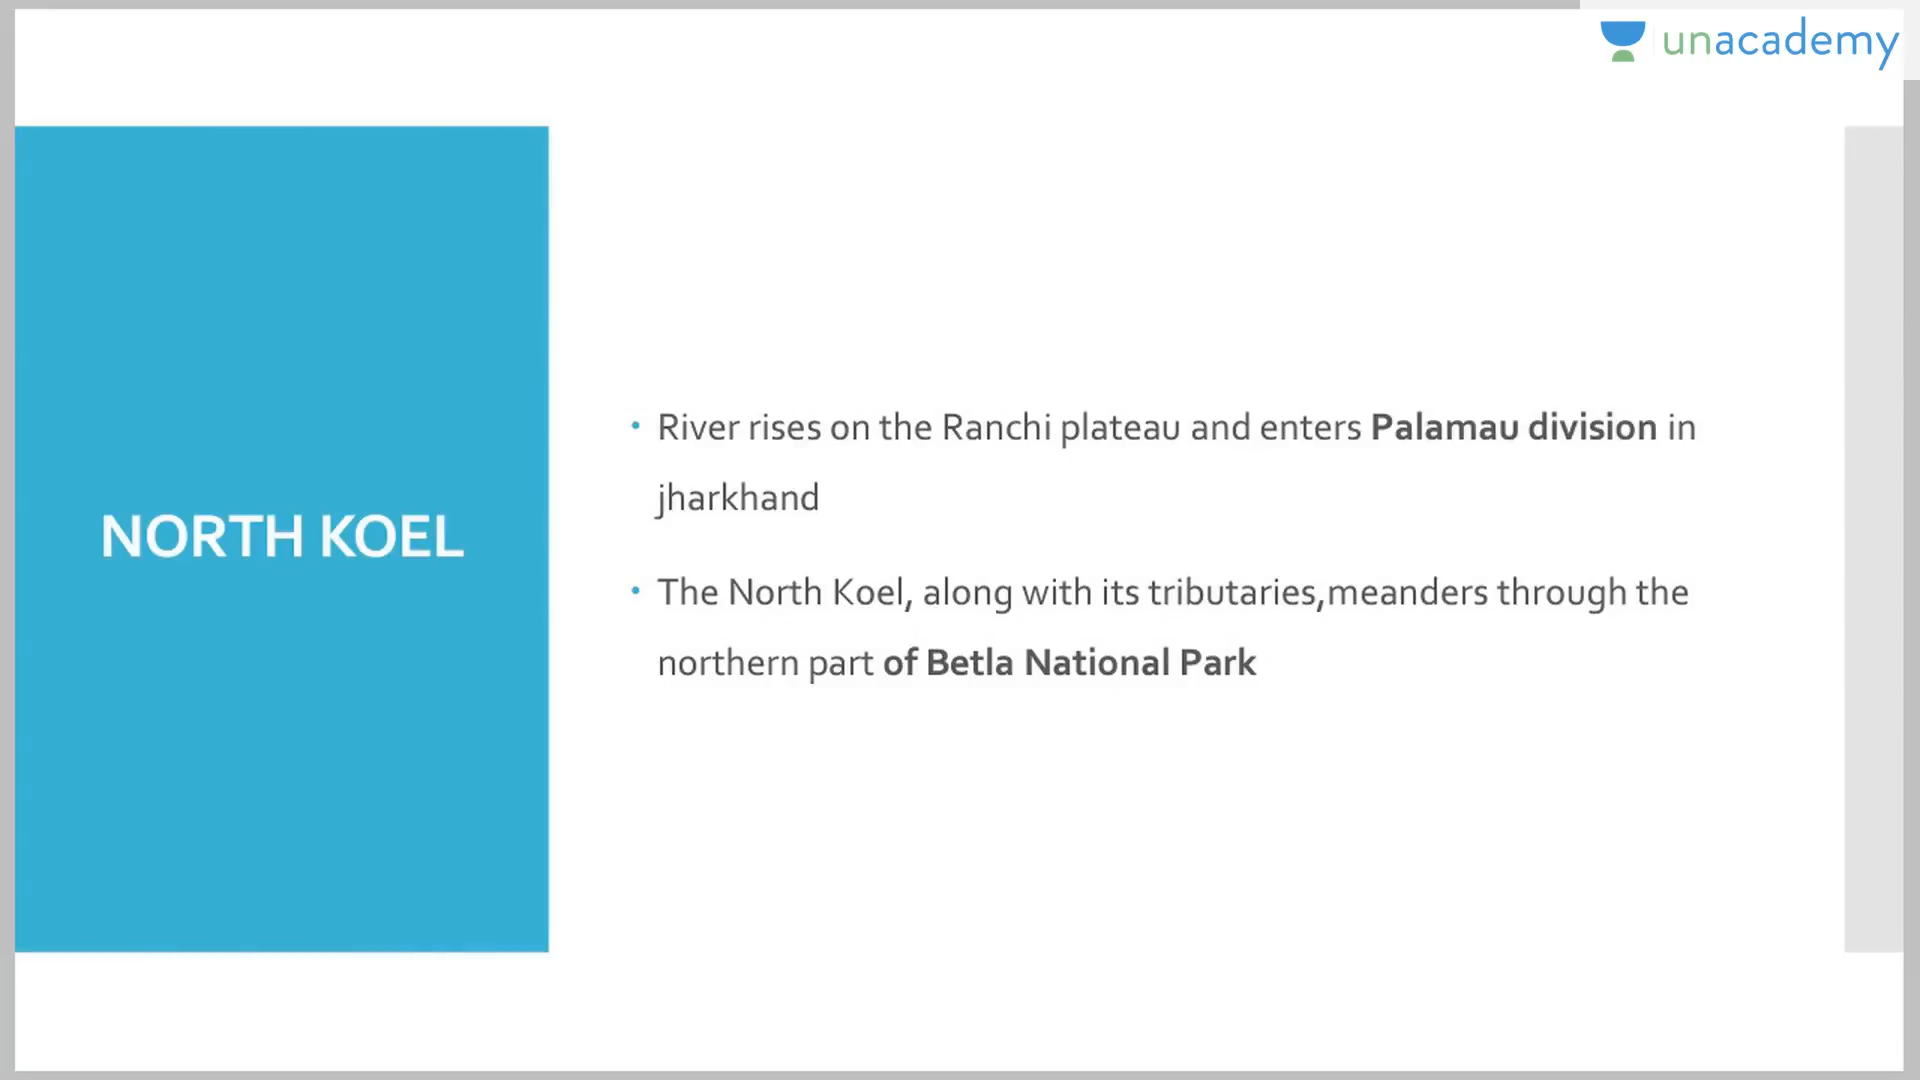 unacademy
NORTH KOEL
• River rises on the Ranchi plateau and enters Palamau division in
jharkhand
• The North Koel, along with its tributaries,meanders through the
northern part of Betla National Park